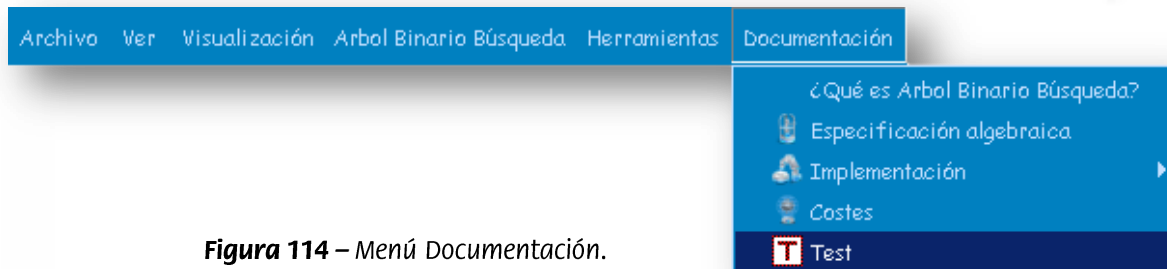 Archivo Ver Visualización Arbol Binario Búsqueda Herramientas Documentación
¿Qué es Arbol Binario Búsqueda?
Especificación algebraica
Implementación
Costes
T Test
Figura 114 – Menú Documentación.